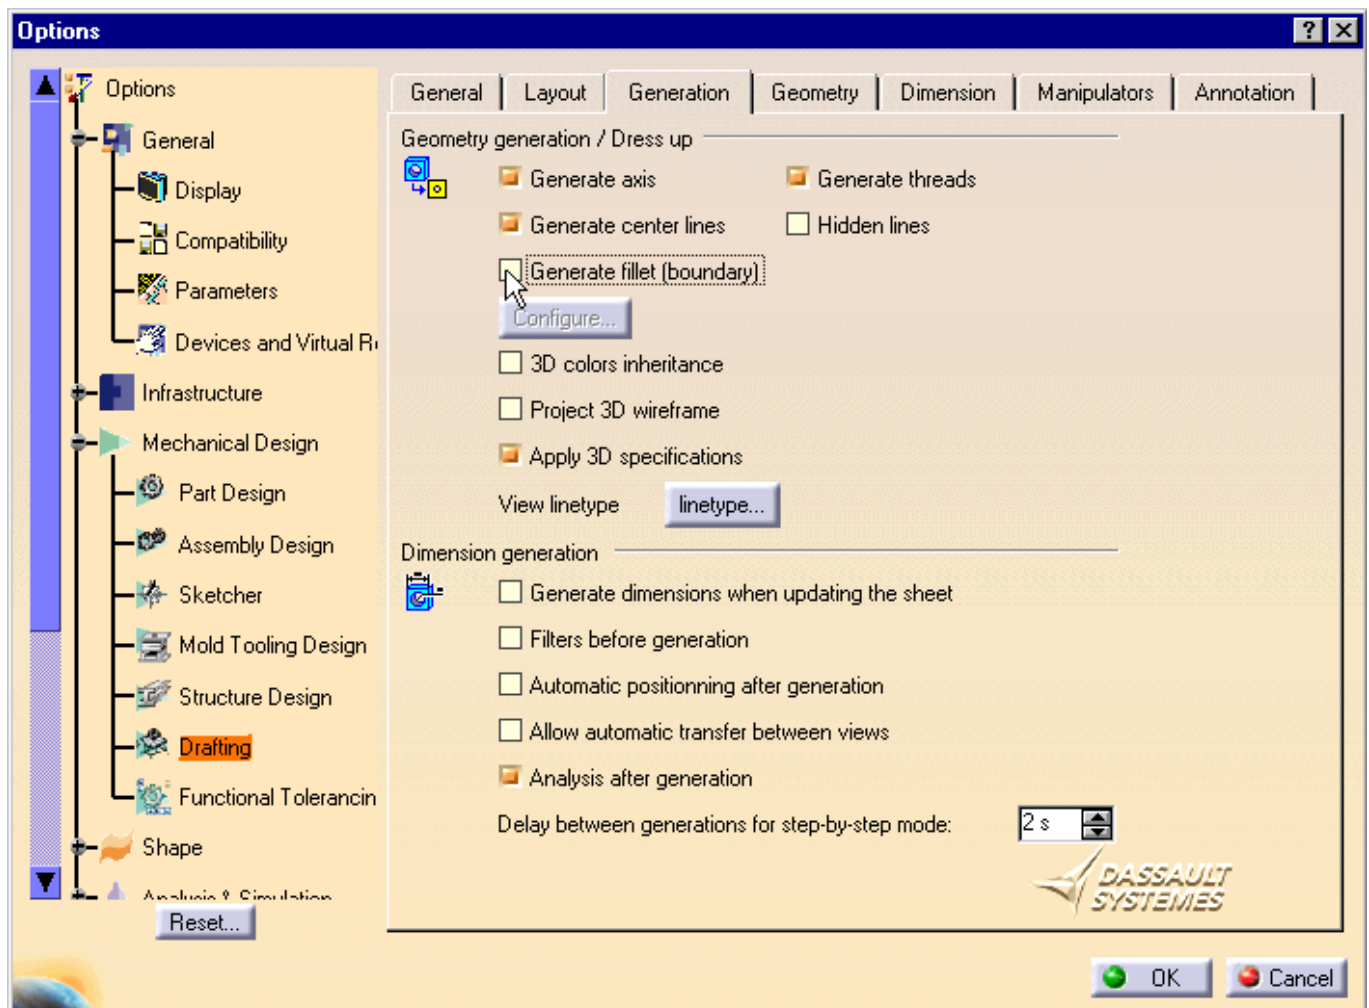 Options
Options
General
Display
Compatibility
Parameters
Devices and Virtual R
Infrastructure
Mechanical Design
Part Design
Assembly Design
Sketcher
Mold Tooling Design
Structure Design
Drafting
Functional Tolerancin
Shape
Analysis & Simulation
Reset...
General Layout Generation Geometry Dimension Manipulators Annotation
Geometry generation / Dress up
Generate axis Generate threads
Generate center lines Hidden lines
Generate fillet (boundary)
Configure...
3D colors inheritance
Project 3D wireframe
Apply 3D specifications
View linetype linetype...
Dimension generation
Generate dimensions when updating the sheet
Filters before generation
Automatic positionning after generation
Allow automatic transfer between views
Analysis after generation
Delay between generations for step-by-step mode: 2 s
DASSAULT
SYSTEMES
OK Cancel